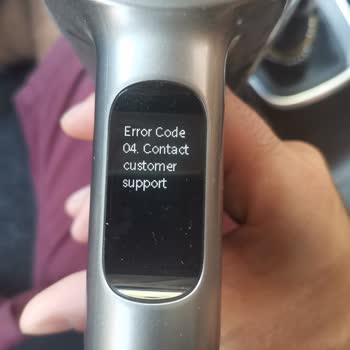 Error Code
04. Contact
customer
support